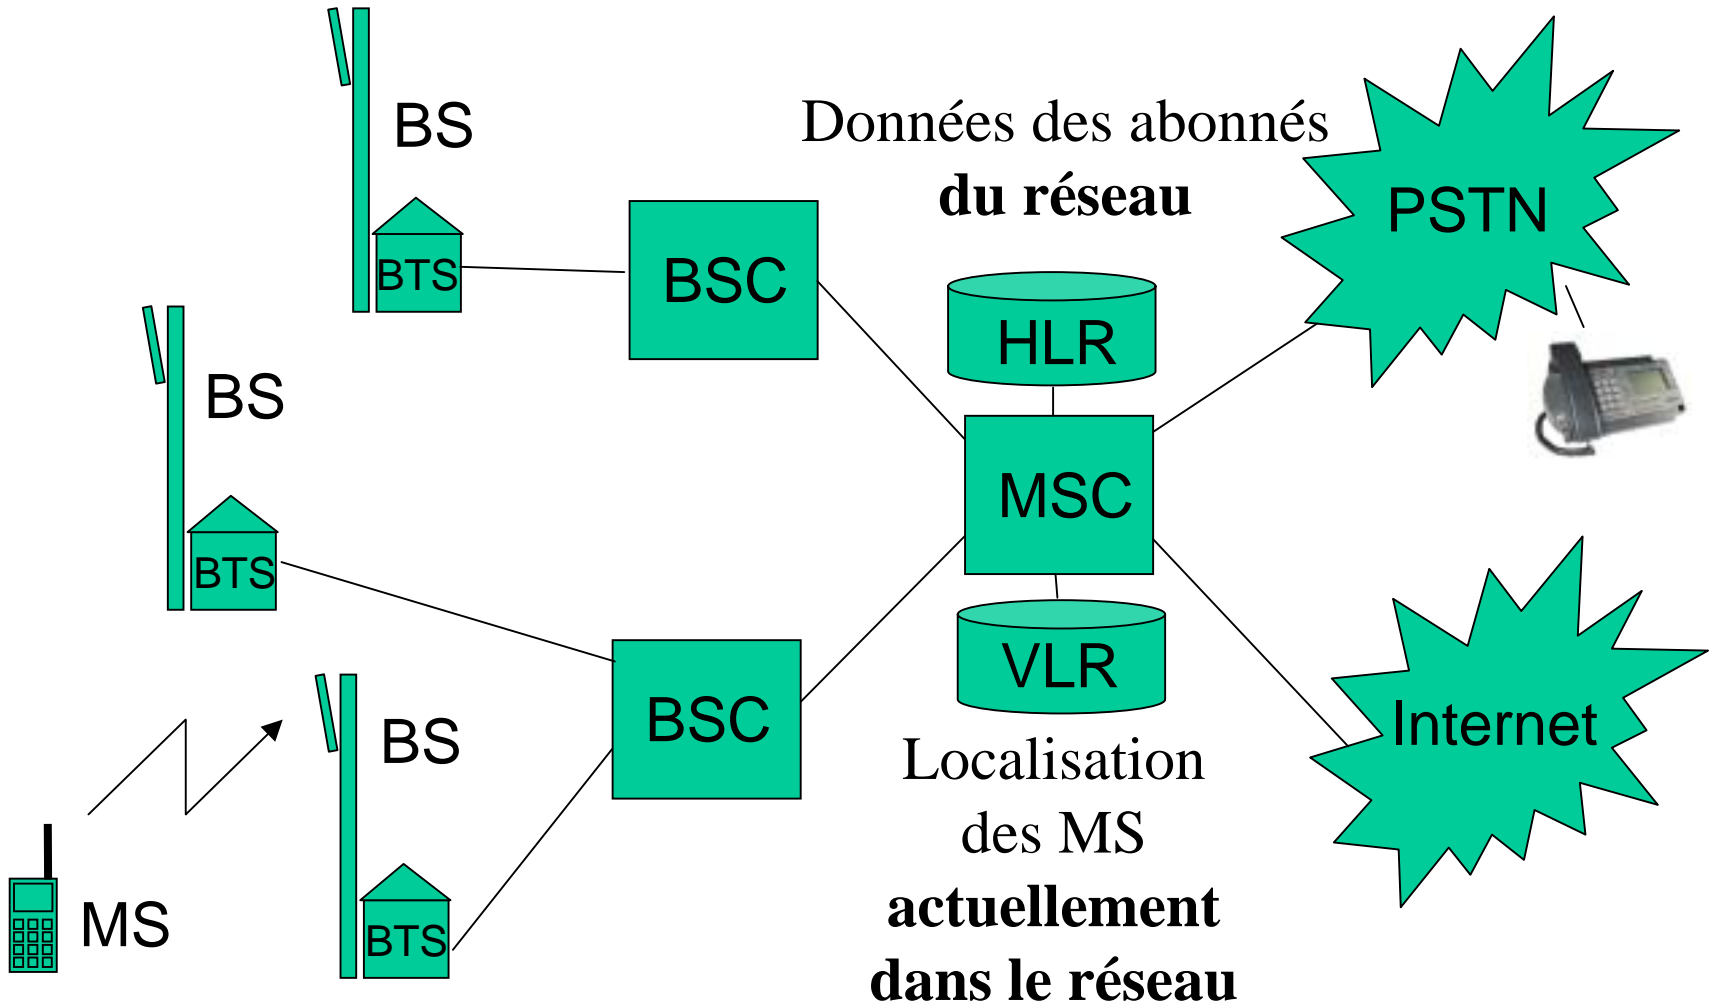 BS
Données des abonnés
du réseau
PSTN
BTS
BSC
HLR
BS
MSC
BTS
VLR
BSC
Internet
BS
Localisation
des MS
actuellement
dans le réseau
MS
BTS